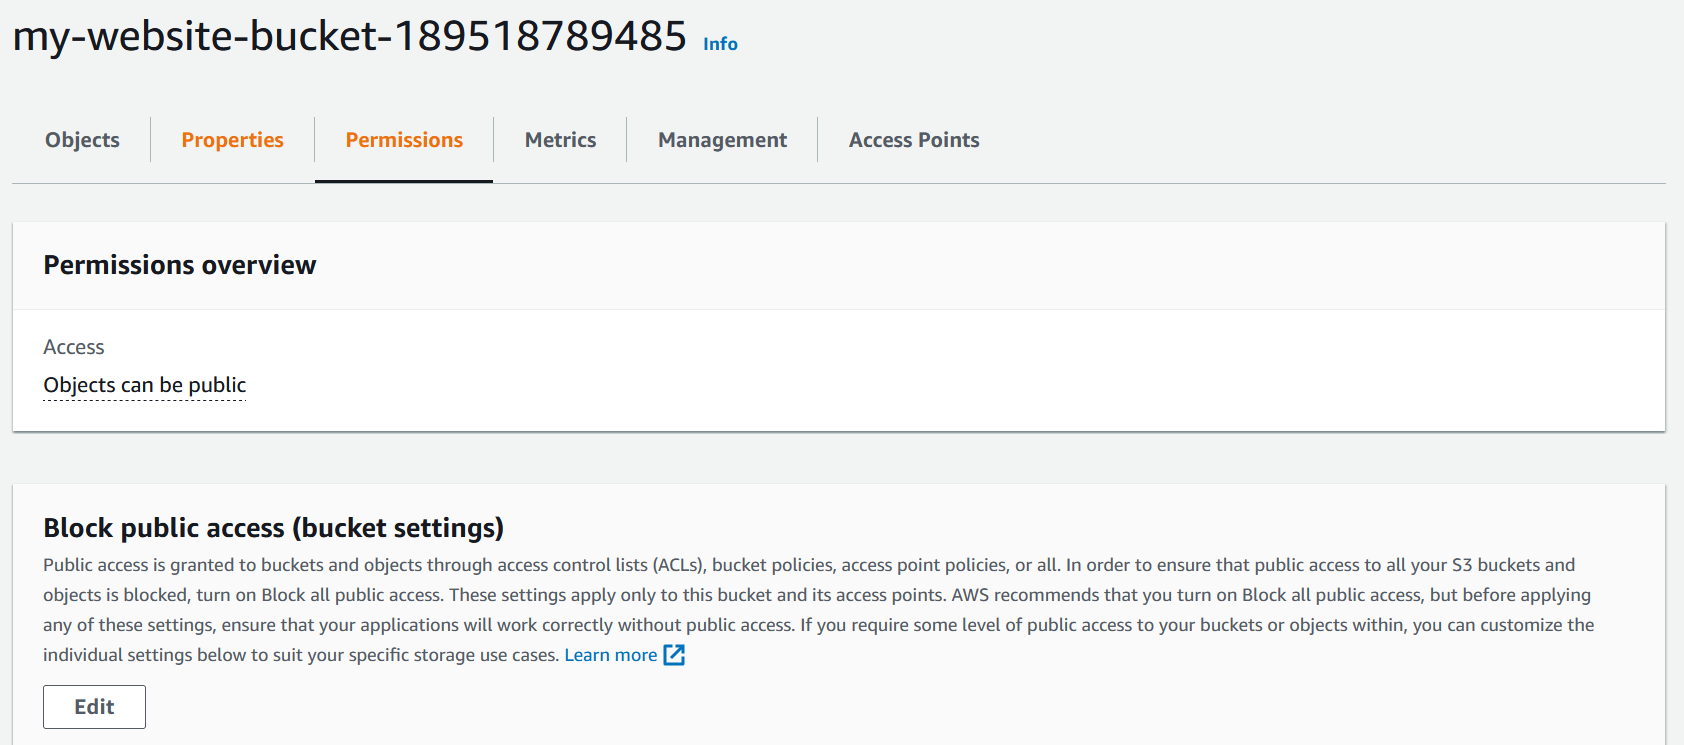 my-website-bucket-189518789485 Info
Objects Properties Permissions Metrics Management Access Points
Permissions overview
Access
Objects can be public
Block public access (bucket settings)
Public access is granted to buckets and objects through access control lists (ACLs), bucket policies, access point policies, or all. In order to ensure that public access to all your S3 buckets and
objects is blocked, turn on Block all public access. These settings apply only to this bucket and its access points. AWS recommends that you turn on Block all public access, but before applying
any of these settings, ensure that your applications will work correctly without public access. If you require some level of public access to your buckets or objects within, you can customize the
individual settings below to suit your specific storage use cases. Learn more
Edit